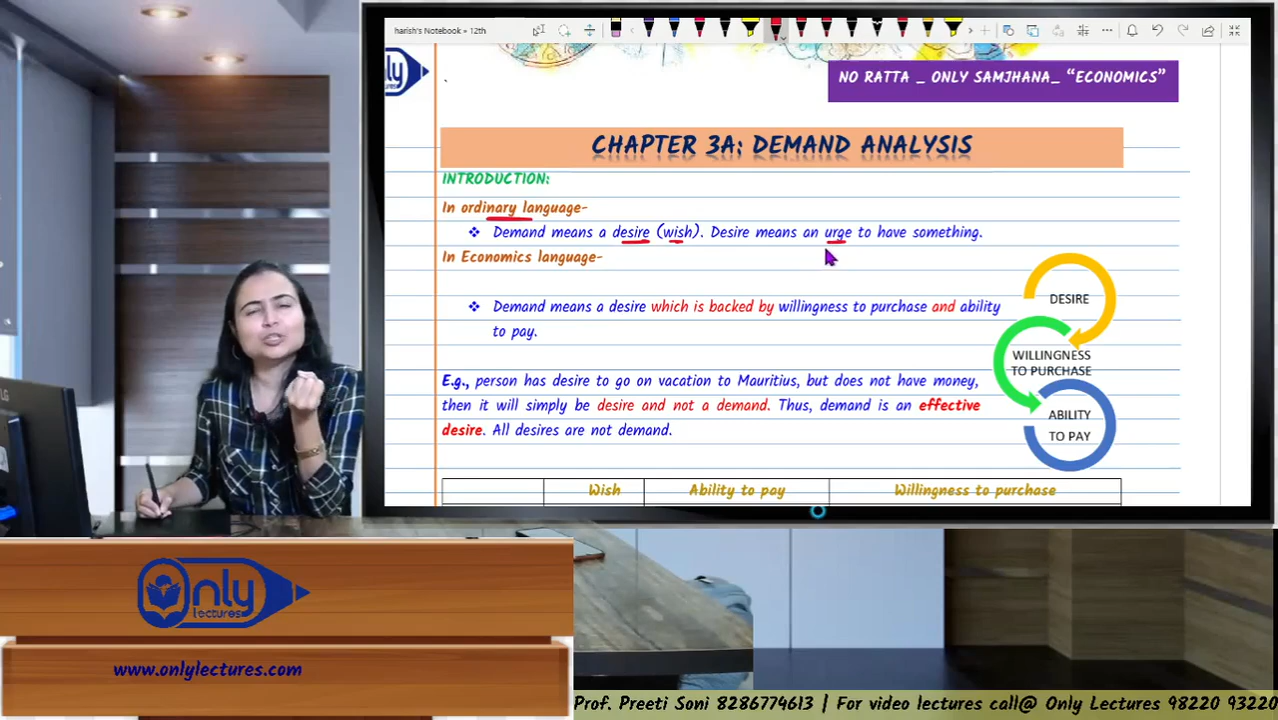 harish's Notebook » 12th
nly
NO RATTA _ ONLY SAMJHANA_ “ECONOMICS”
CHAPTER 3A: DEMAND ANALYSIS
INTRODUCTION:
In ordinary language-
❖ Demand means a desire (wish). Desire means an urge to have something.
In Economics language-
❖ Demand means a desire which is backed by willingness to purchase and ability
to pay.
DESIRE
WILLINGNESS
TO PURCHASE
ABILITY
TO PAY
E.g., person has desire to go on vacation to Mauritius, but does not have money,
then it will simply be desire and not a demand. Thus, demand is an effective
desire. All desires are not demand.
Wish Ability to pay Willingness to purchase
LG
Only
lectures
www.onlylectures.com
Prof. Preeti Soni 8286774613 | For video lectures call@ Only Lectures 98220 93220